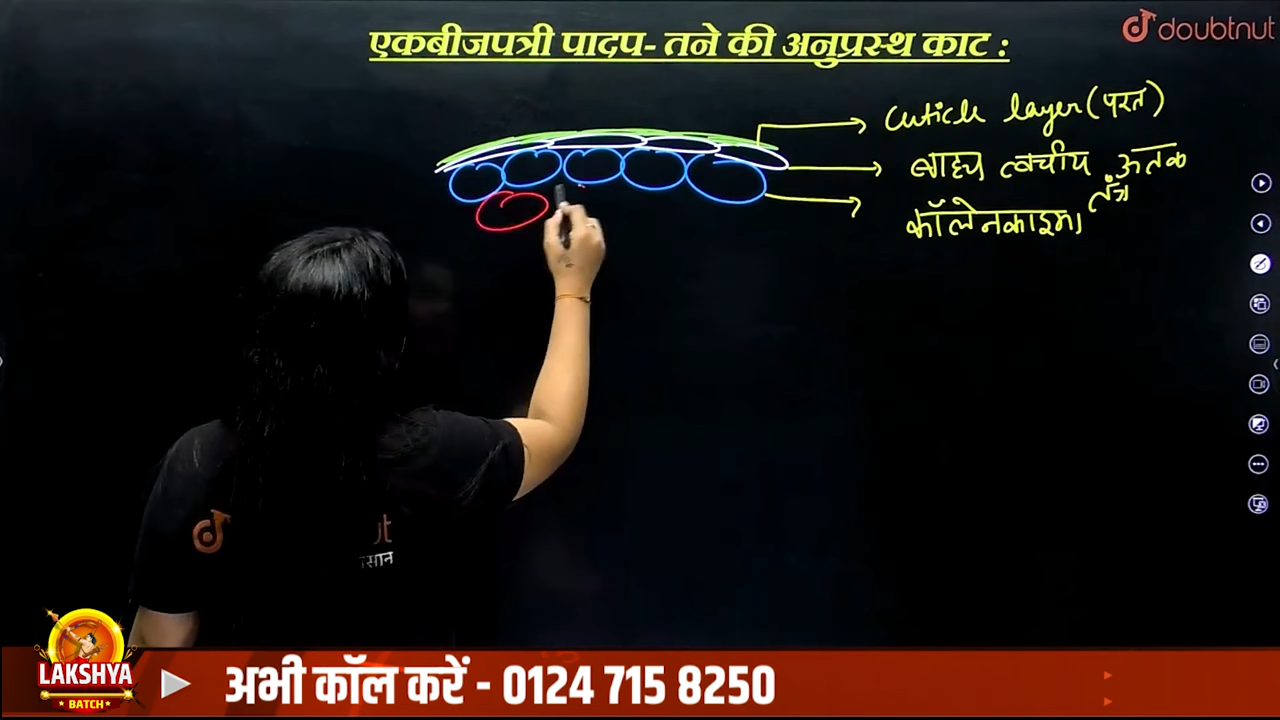 एकबीजपत्री पादप- तने की अनुप्रस्थ काट :
doubtnut
Cuticle layer (परत)
बाह्य त्वचीय ऊतक
तंत्र
कॉलेनकाइमा
LAKSHYA
BATCH
अभी कॉल करें - 0124 715 8250